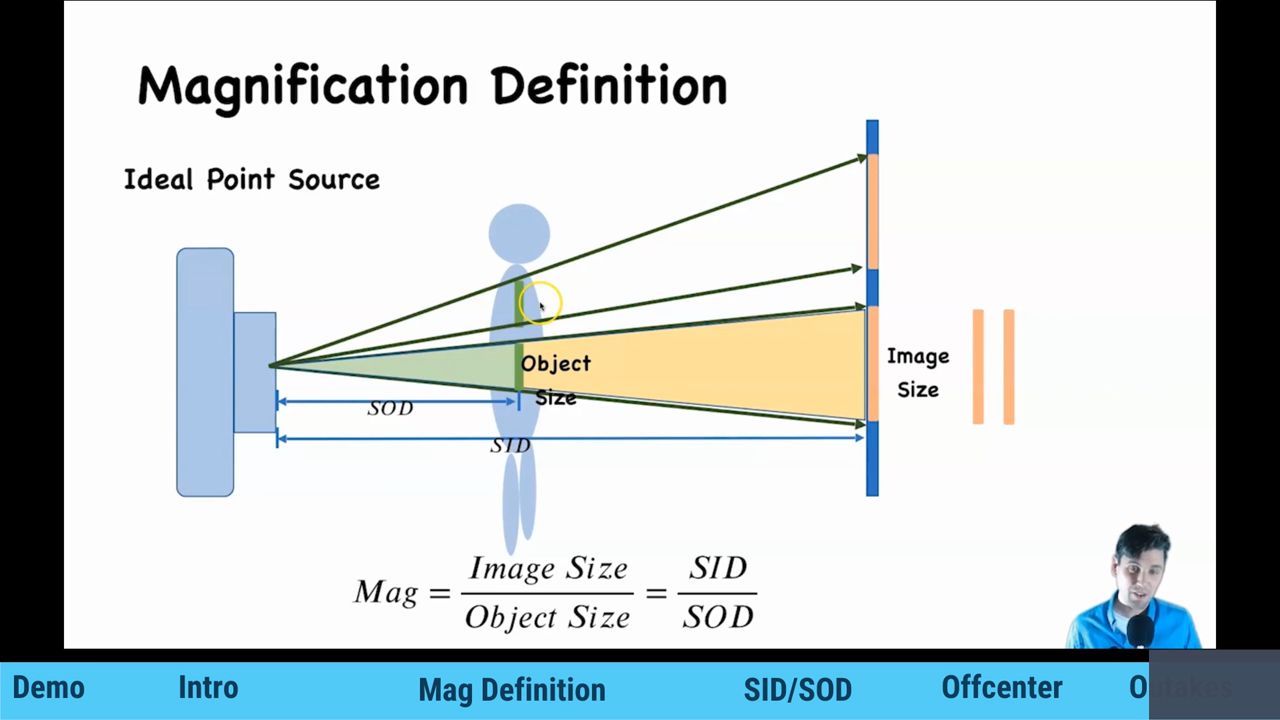 Magnification Definition
Ideal Point Source
Object
Size
Image
Size
SOD
SID
Mag = Image Size / Object Size = SID / SOD
Demo Intro Mag Definition SID/SOD Offcenter Outakes